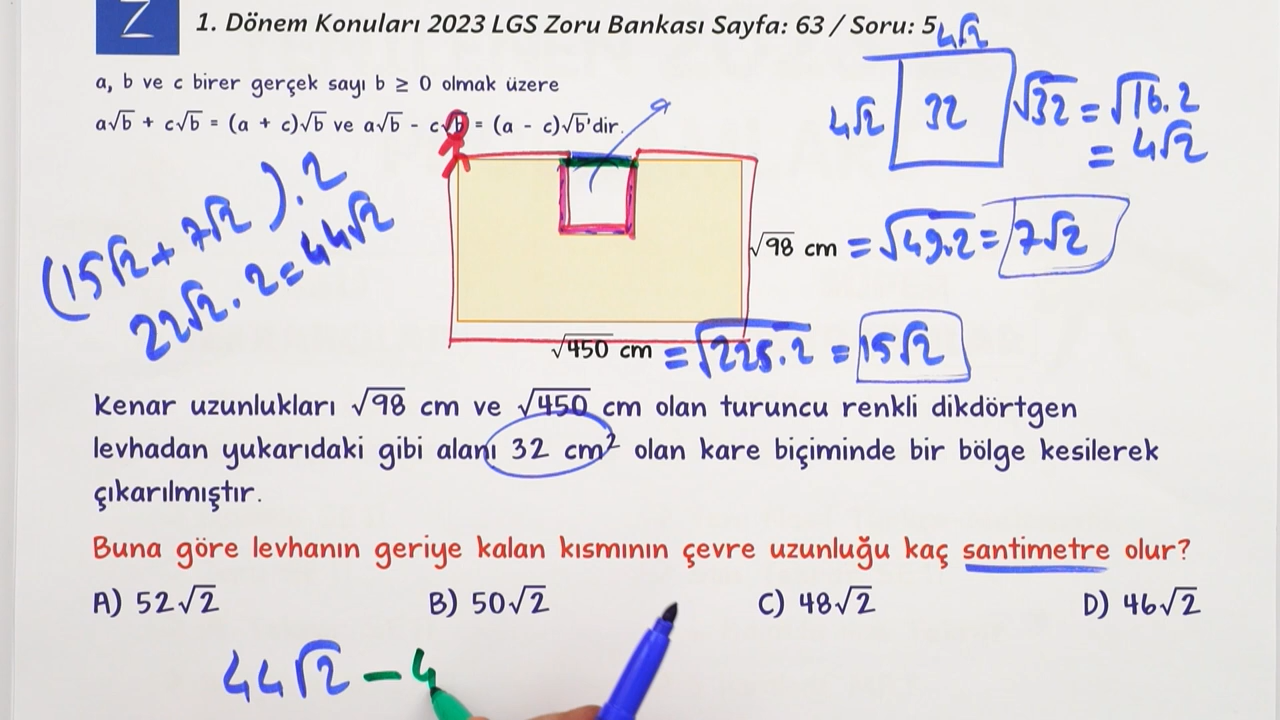 Z 1. Dönem Konuları 2023 LGS Zoru Bankası Sayfa: 63 / Soru: 5
a, b ve c birer gerçek sayı b ≥ 0 olmak üzere
a√b + c√b = (a + c)√b ve a√b - c√b = (a - c)√b'dir.
4√2
4√2 32 √32 = √16.2
= 4√2
(15√2 + 7√2).2
22√2.2=44√2
√98 cm = √49.2 = 7√2
√450 cm = √225.2 = 15√2
Kenar uzunlukları √98 cm ve √450 cm olan turuncu renkli dikdörtgen
levhadan yukarıdaki gibi alanı 32 cm² olan kare biçiminde bir bölge kesilerek
çıkarılmıştır.
Buna göre levhanın geriye kalan kısmının çevre uzunluğu kaç santimetre olur?
A) 52√2 B) 50√2 C) 48√2 D) 46√2
44√2 - 4